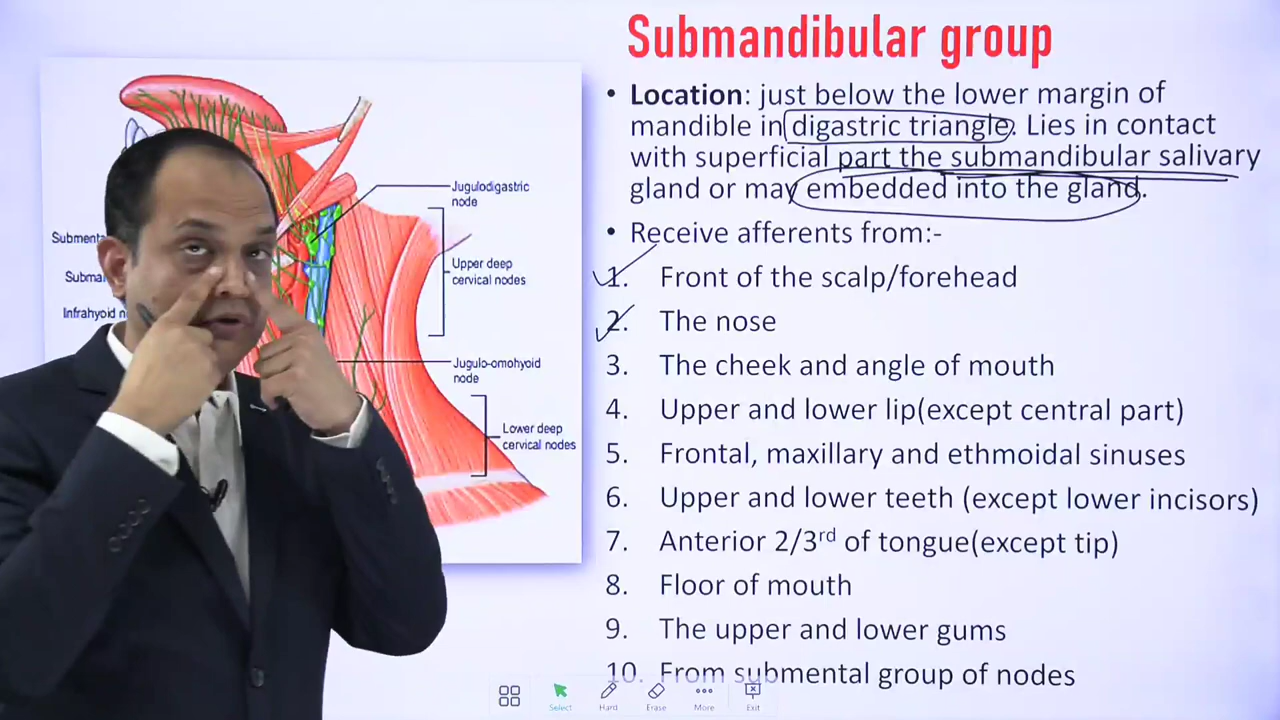 Submandibular group
• Location: just below the lower margin of
mandible in digastric triangle. Lies in contact
with superficial part the submandibular salivary
gland or may embedded into the gland.
• Receive afferents from:-
1. Front of the scalp/forehead
2. The nose
3. The cheek and angle of mouth
4. Upper and lower lip(except central part)
5. Frontal, maxillary and ethmoidal sinuses
6. Upper and lower teeth (except lower incisors)
7. Anterior 2/3rd of tongue(except tip)
8. Floor of mouth
9. The upper and lower gums
10. From submental group of nodes
Jugulodigastric
node
Upper deep
cervical nodes
Jugulo-omohyoid
node
Lower deep
cervical nodes
Submenta
Subma
Infrahyoid n
Select
Hard
Erase
More
Exit